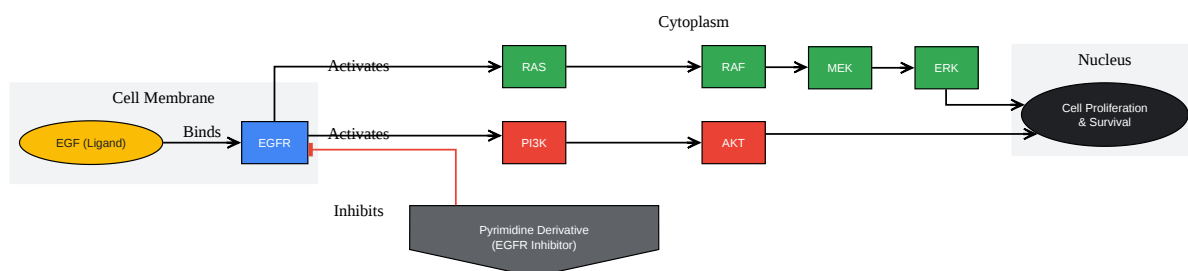 Cytoplasm
Nucleus
Activates
RAS
RAF
MEK
ERK
Cell Membrane
Cell Proliferation
& Survival
EGF (Ligand)
Binds
EGFR
Activates
PI3K
AKT
Inhibits
Pyrimidine Derivative
(EGFR Inhibitor)